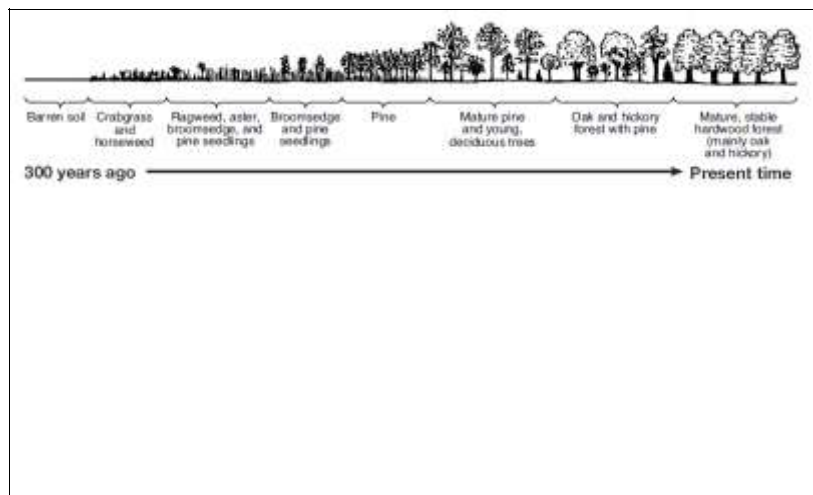 Barren soil
Crabgrass
and
horseweed
Ragweed, aster,
broomsedge, and
pine seedlings
Broomsedge
and pine
seedlings
Pine
Mature pine
and young,
deciduous trees
Oak and hickory
forest with pine
Mature, stable
hardwood forest
(mainly oak
and hickory)
300 years ago
Present time